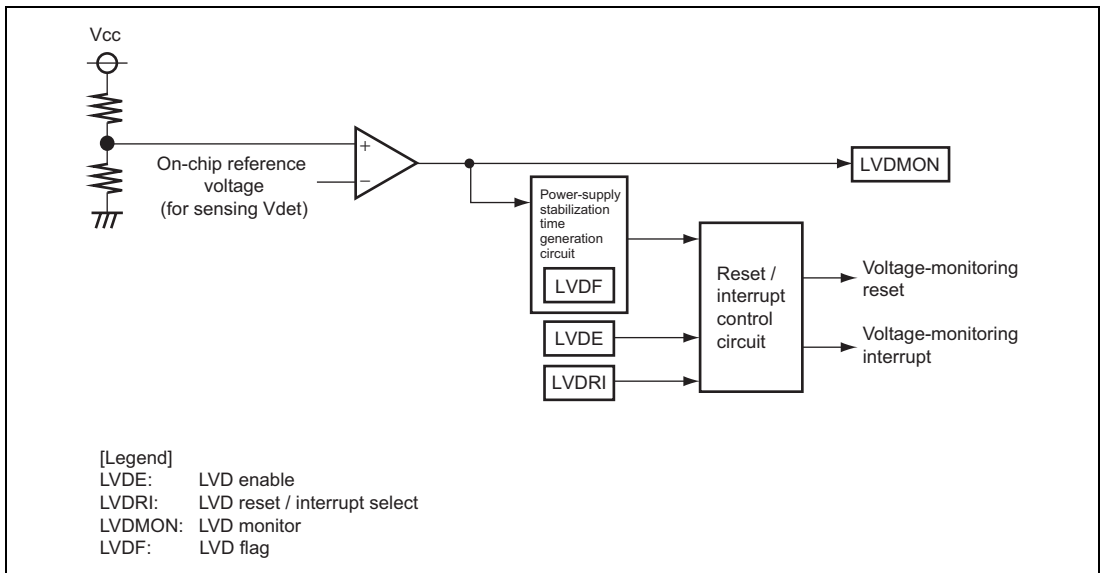 Vcc
On-chip reference
voltage
(for sensing Vdet)
+
−
LVDMON
Power-supply
stabilization
time
generation
circuit
LVDF
LVDE
LVDRI
Reset /
interrupt
control
circuit
Voltage-monitoring
reset
Voltage-monitoring
interrupt
[Legend]
LVDE: LVD enable
LVDRI: LVD reset / interrupt select
LVDMON: LVD monitor
LVDF: LVD flag